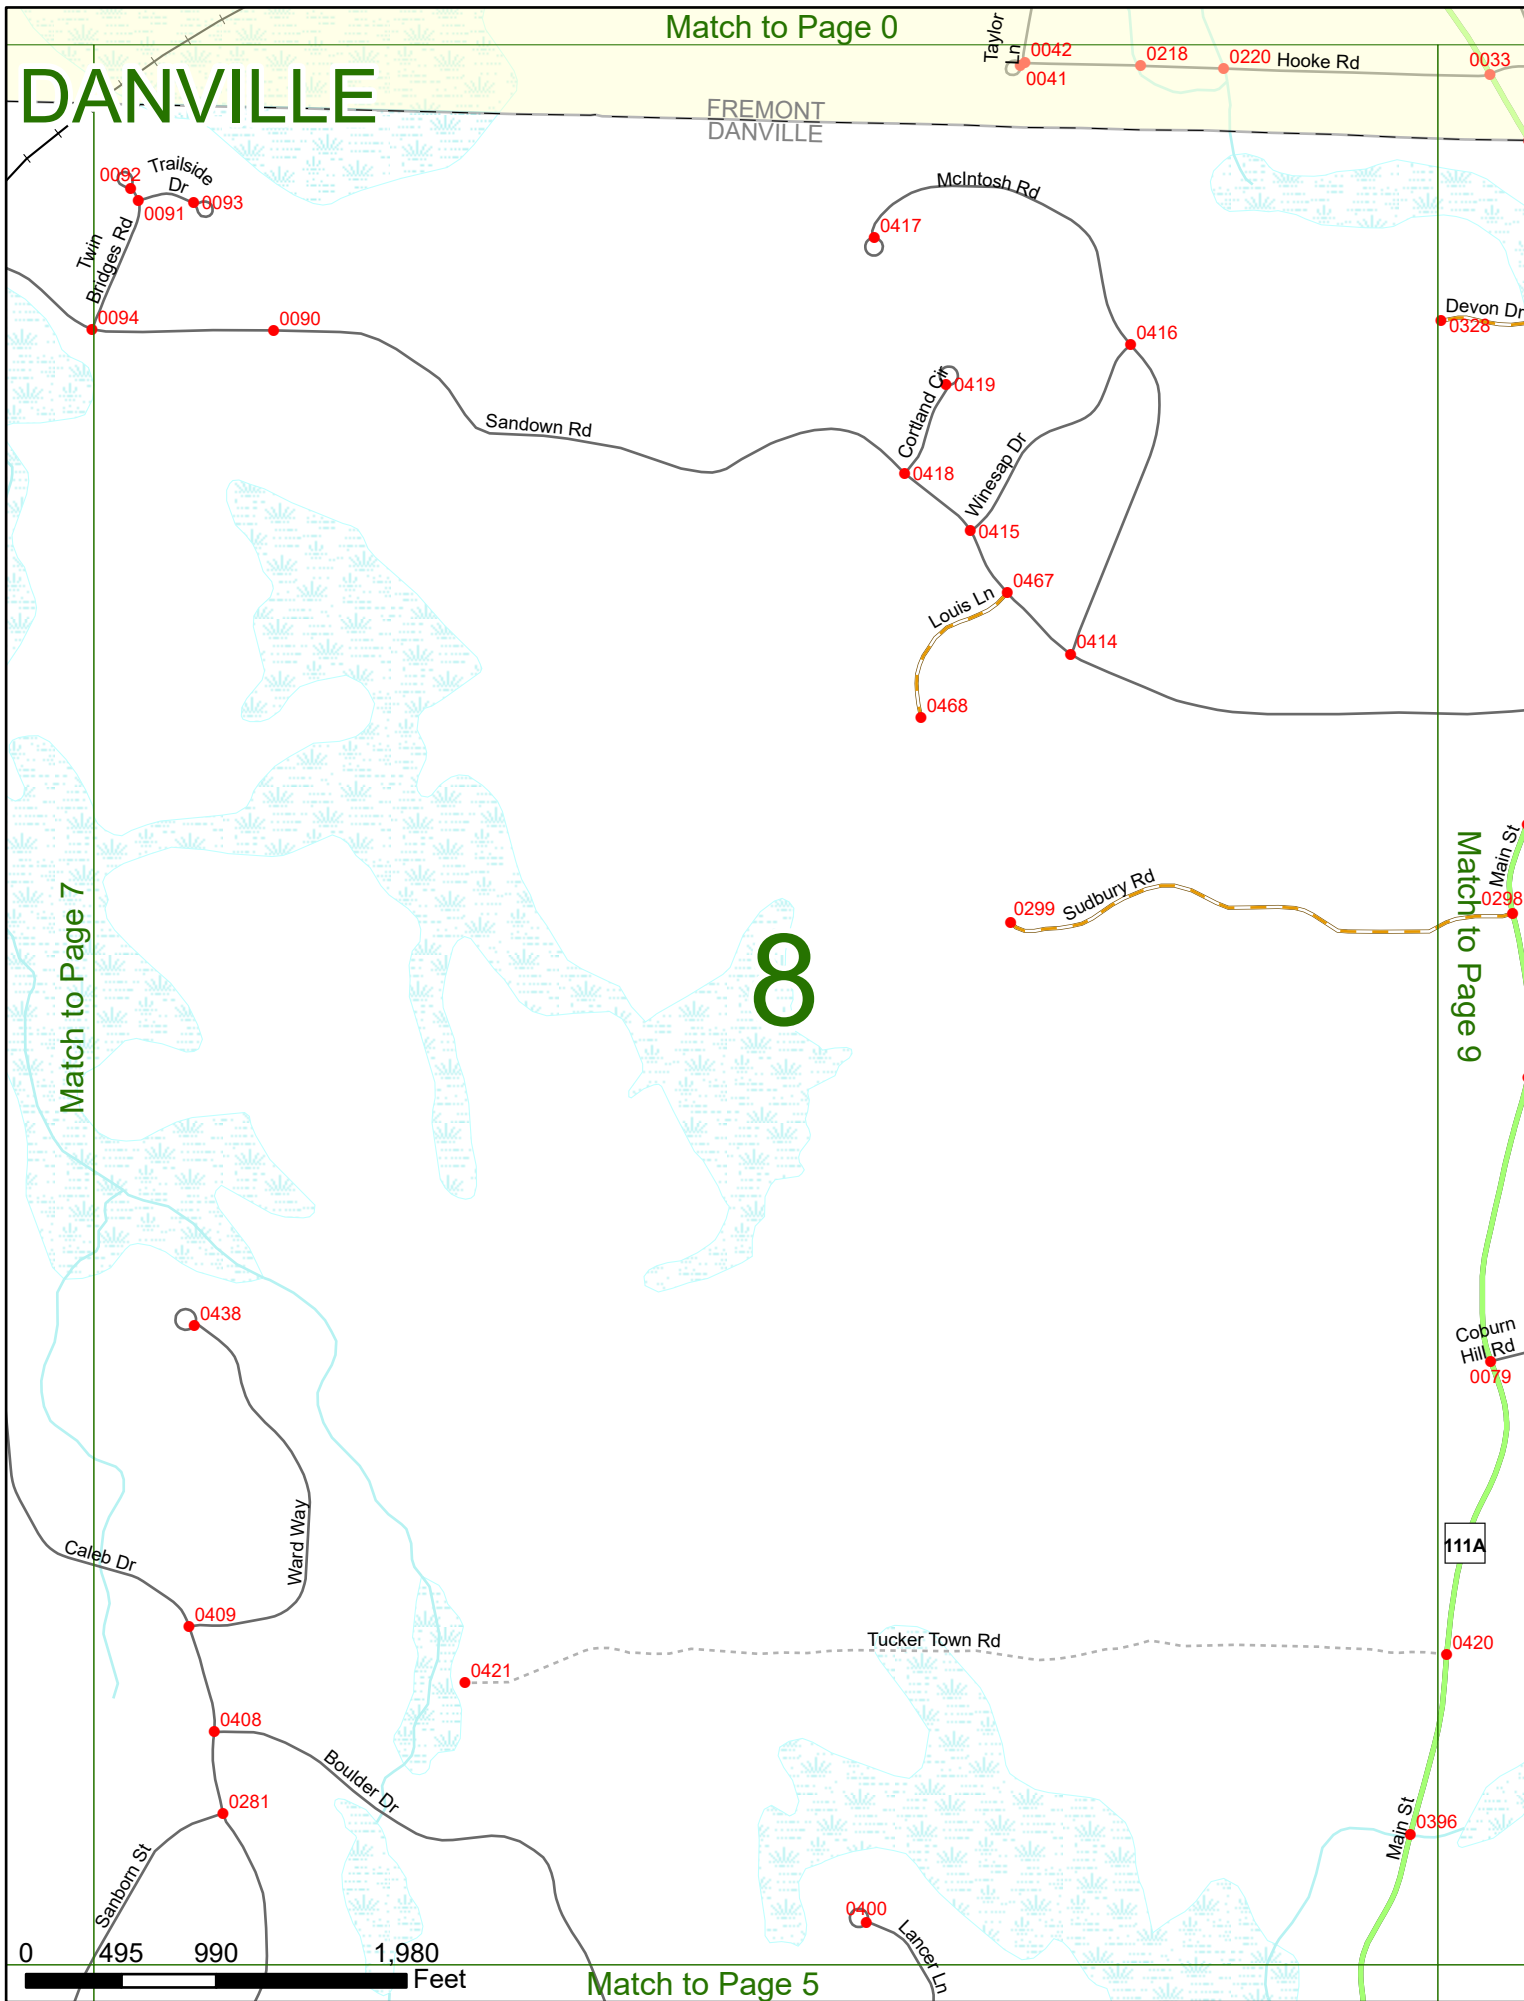 Match to Page 0
DANVILLE
Taylor
Ln
0042
0041
0218
0220
Hooke Rd
0033
FREMONT
DANVILLE
0092
Trailside
Dr
0093
0091
Twin
Bridges Rd
McIntosh Rd
0417
0094
0090
Devon Dr
0328
0416
0419
Cortland Cir
Sandown Rd
Winesap Dr
0418
0415
0467
Louis Ln
0414
0468
Main St
Match to Page 7
8
0299
Sudbury Rd
0298
Match to Page 9
0438
Coburn
Hill Rd
0079
Ward Way
111A
Caleb Dr
0409
Tucker Town Rd
0420
0421
0408
Boulder Dr
0281
Main St
0396
Sanborn St
0400
Lancer Ln
0 495 990 1,980
Feet
Match to Page 5